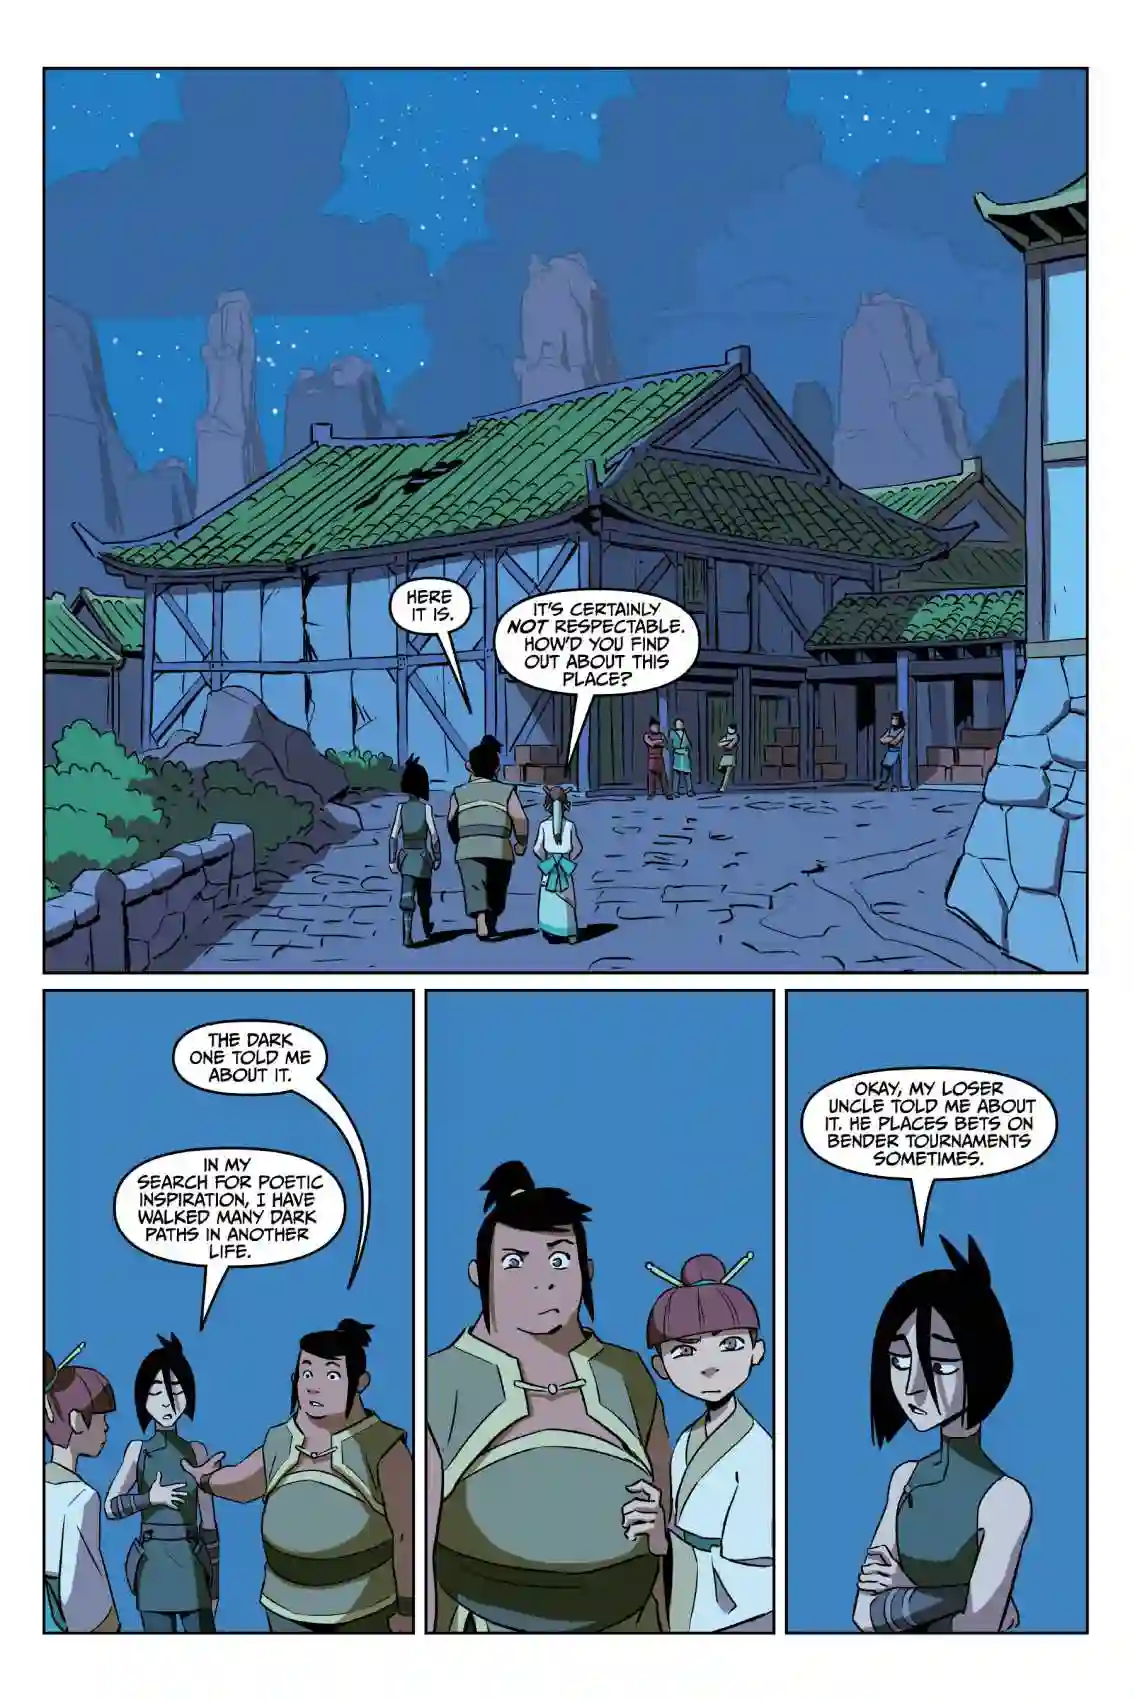 HERE
IT IS.
IT'S CERTAINLY
NOT RESPECTABLE.
HOW'D YOU FIND
OUT ABOUT THIS
PLACE?
THE DARK
ONE TOLD ME
ABOUT IT.
IN MY
SEARCH FOR POETIC
INSPIRATION, I HAVE
WALKED MANY DARK
PATHS IN ANOTHER
LIFE.
OKAY, MY LOSER
UNCLE TOLD ME ABOUT
IT. HE PLACES BETS ON
BENDER TOURNAMENTS
SOMETIMES.